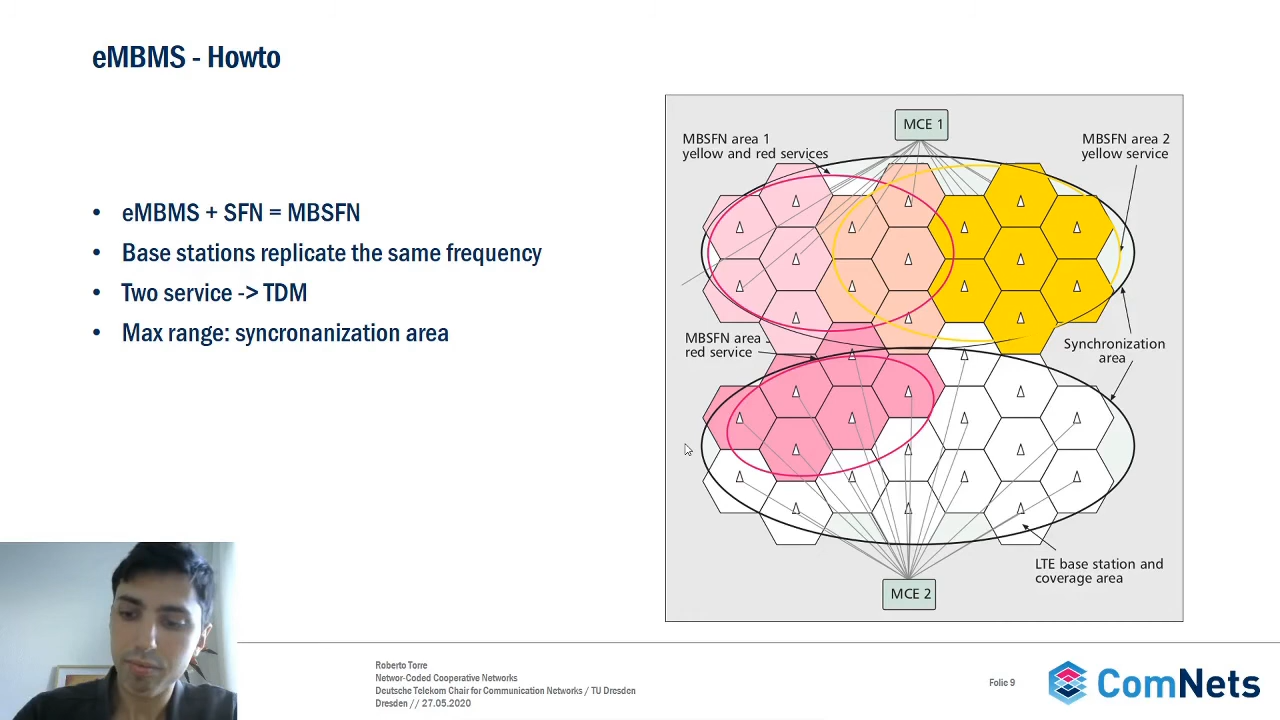 eMBMS - Howto
• eMBMS + SFN = MBSFN
• Base stations replicate the same frequency
• Two service -> TDM
• Max range: syncronanization area
MCE 1
MBSFN area 1
yellow and red services
MBSFN area 2
yellow service
MBSFN area
red service
Synchronization
area
LTE base station and
coverage area
MCE 2
Roberto Torre
Networ-Coded Cooperative Networks
Deutsche Telekom Chair for Communication Networks / TU Dresden
Dresden // 27.05.2020
Folie 9
ComNets